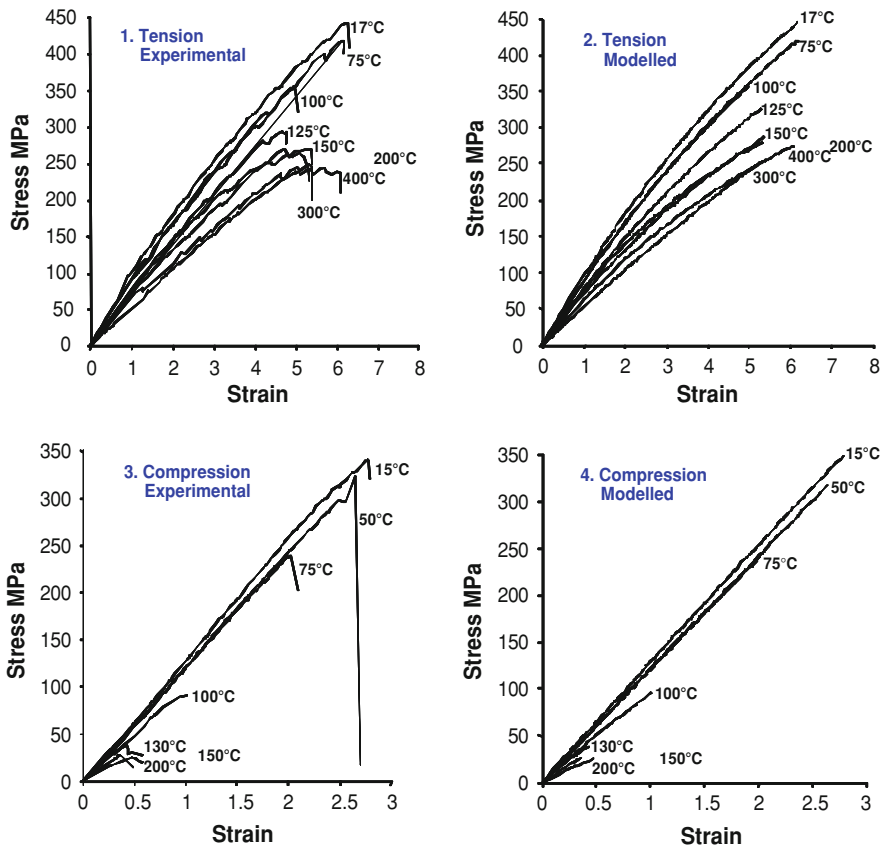 1. Tension
Experimental
450
400
350
300
250
200
150
100
50
0
Stress MPa
17°C
75°C
100°C
125°C
150°C
200°C
400°C
300°C
0 1 2 3 4 5 6 7 8
Strain
2. Tension
Modelled
450
400
350
300
250
200
150
100
50
0
Stress MPa
17°C
75°C
100°C
125°C
150°C
400°C 200°C
300°C
0 1 2 3 4 5 6 7 8
Strain
3. Compression
Experimental
350
300
250
200
150
100
50
0
Stress MPa
15°C
50°C
75°C
100°C
130°C
150°C
200°C
0 0.5 1 1.5 2 2.5 3
Strain
4. Compression
Modelled
350
300
250
200
150
100
50
0
Stress MPa
15°C
50°C
75°C
100°C
130°C
150°C
200°C
0 0.5 1 1.5 2 2.5 3
Strain